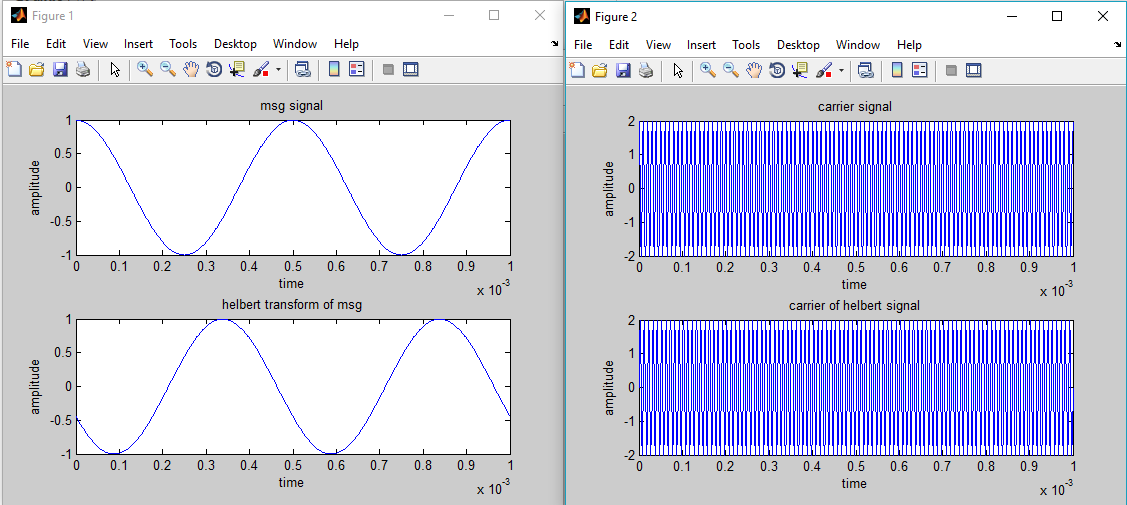 Figure 1
File Edit View Insert Tools Desktop Window Help
msg signal
1
0.5
0
-0.5
-1
amplitude
0 0.1 0.2 0.3 0.4 0.5 0.6 0.7 0.8 0.9 1
time
x 10-3
helbert transform of msg
1
0.5
0
-0.5
-1
amplitude
0 0.1 0.2 0.3 0.4 0.5 0.6 0.7 0.8 0.9 1
time
x 10-3
Figure 2
File Edit View Insert Tools Desktop Window Help
carrier signal
2
1
0
-1
-2
amplitude
0 0.1 0.2 0.3 0.4 0.5 0.6 0.7 0.8 0.9 1
time
x 10-3
carrier of helbert signal
2
1
0
-1
-2
amplitude
0 0.1 0.2 0.3 0.4 0.5 0.6 0.7 0.8 0.9 1
time
x 10-3